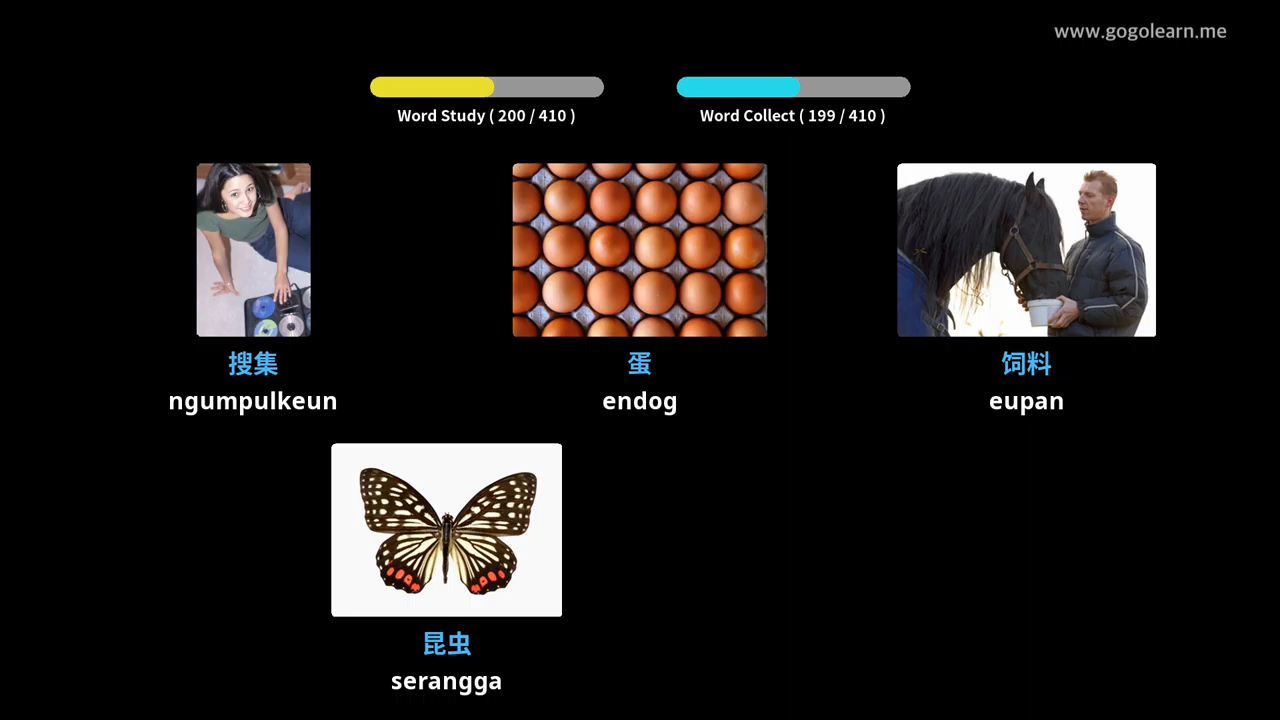 www.gogolearn.me
Word Study ( 200 / 410 )
Word Collect ( 199 / 410 )
搜集
ngumpulkeun
蛋
endog
饲料
eupan
昆虫
serangga